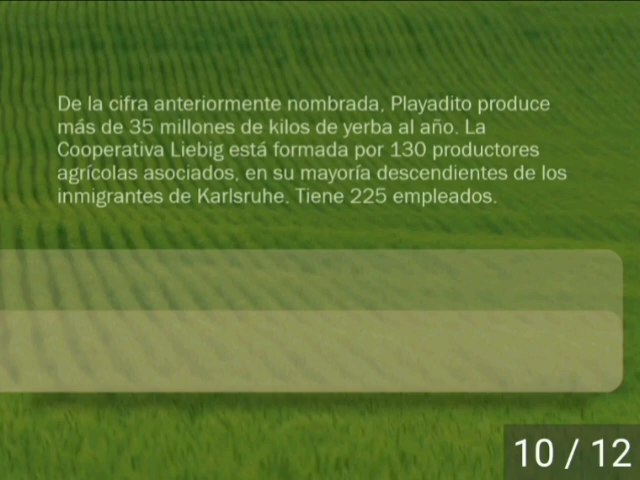 De la cifra anteriormente nombrada, Playadito produce
más de 35 millones de kilos de yerba al año. La
Cooperativa Liebig está formada por 130 productores
agrícolas asociados, en su mayoría descendientes de los
inmigrantes de Karlsruhe. Tiene 225 empleados.
10 / 12